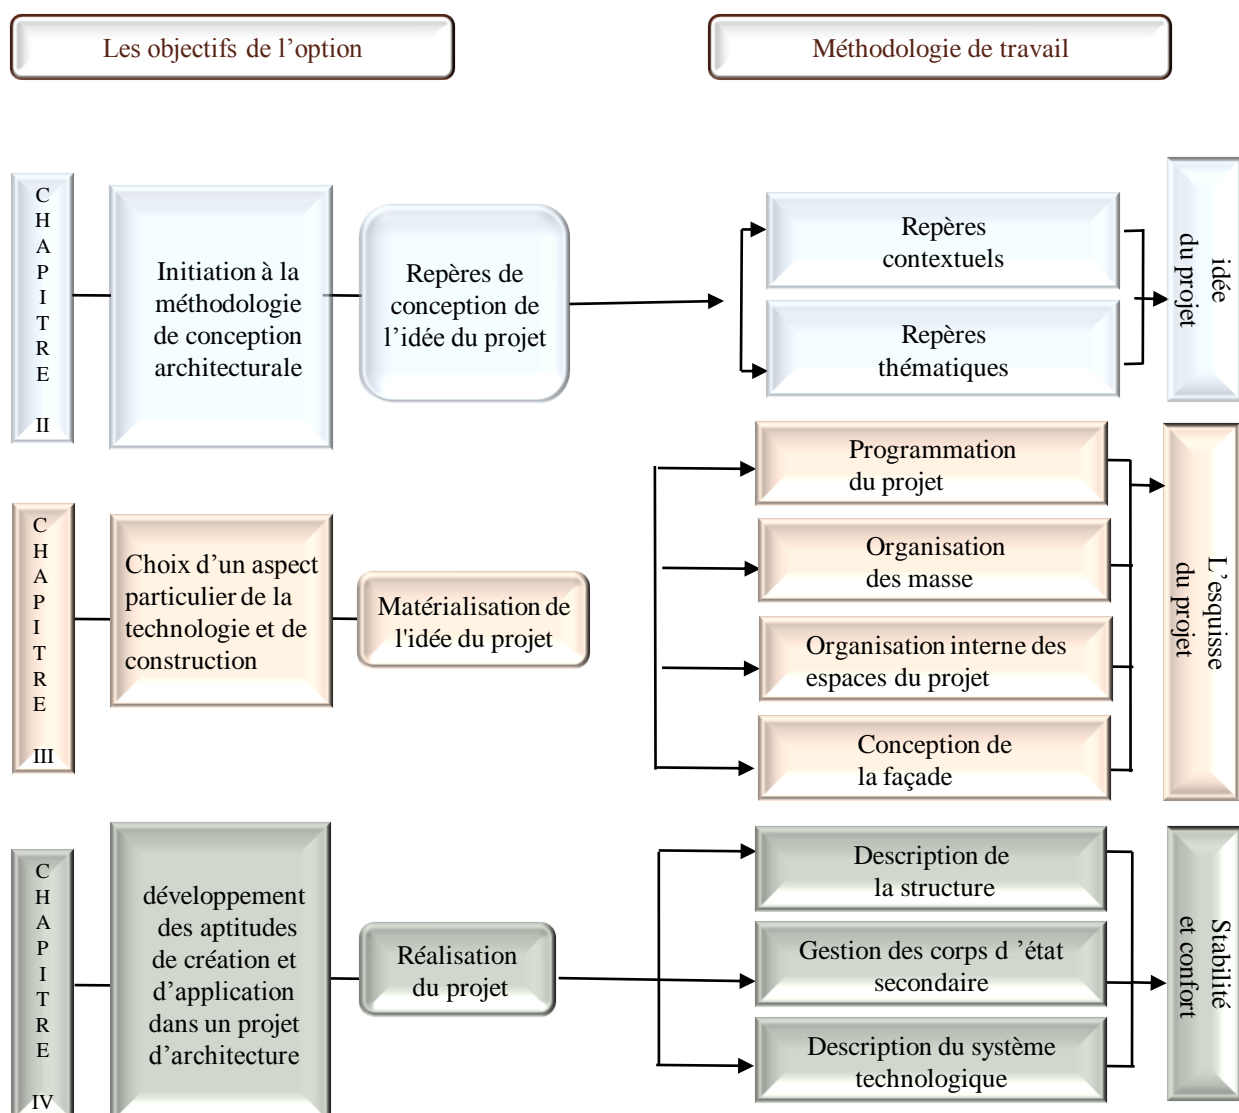 Les objectifs de l’option
Méthodologie de travail
C
H
A
P
I
T
R
E
II
Initiation à la
méthodologie
de conception
architecturale
Repères de
conception de
l’idée du projet
Repères
contextuels
Repères
thématiques
idée
du projet
C
H
A
P
I
T
R
E
III
Choix d’un aspect
particulier de la
technologie et de
construction
Matérialisation de
l'idée du projet
Programmation
du projet
Organisation
des masse
Organisation interne des
espaces du projet
Conception de
la façade
L’esquisse
du projet
C
H
A
P
I
T
R
E
IV
développement
des aptitudes
de création et
d’application
dans un projet
d’architecture
Réalisation
du projet
Description de
la structure
Gestion des corps d ’état
secondaire
Description du système
technologique
Stabilité
et confort